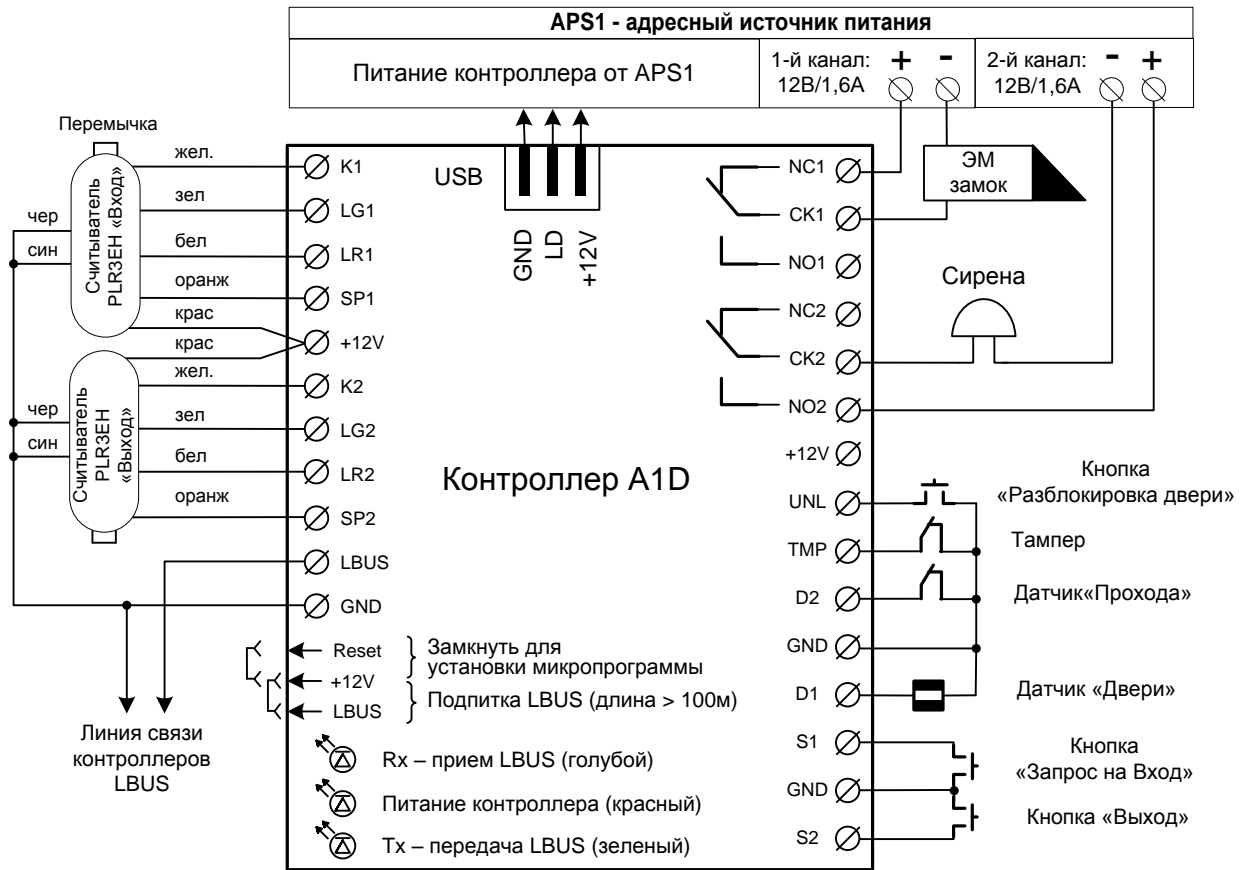 APS1 - адресный источник питания
Питание контроллера от APS1
1-й канал:
12В/1,6А
+
-
2-й канал:
12В/1,6А
-
+
Перемычка
Считыватель
PLR3EH «Вход»
чер
син
жел.
зел
бел
оранж
крас
крас
жел.
зел
бел
оранж
Считыватель
PLR3EH
«Выход»
чер
син
K1
LG1
LR1
SP1
+12V
K2
LG2
LR2
SP2
LBUS
GND
USB
GND
LD
+12V
Контроллер A1D
NC1
CK1
NO1
NC2
CK2
NO2
+12V
UNL
TMP
D2
GND
D1
S1
GND
S2
ЭМ
замок
Сирена
Кнопка
«Разблокировка двери»
Тампер
Датчик«Прохода»
Датчик «Двери»
Кнопка
«Запрос на Вход»
Кнопка «Выход»
Reset
+12V
LBUS
Замкнуть для
установки микропрограммы
Подпитка LBUS (длина > 100м)
Rx – прием LBUS (голубой)
Питание контроллера (красный)
Tx – передача LBUS (зеленый)
Линия связи
контроллеров
LBUS